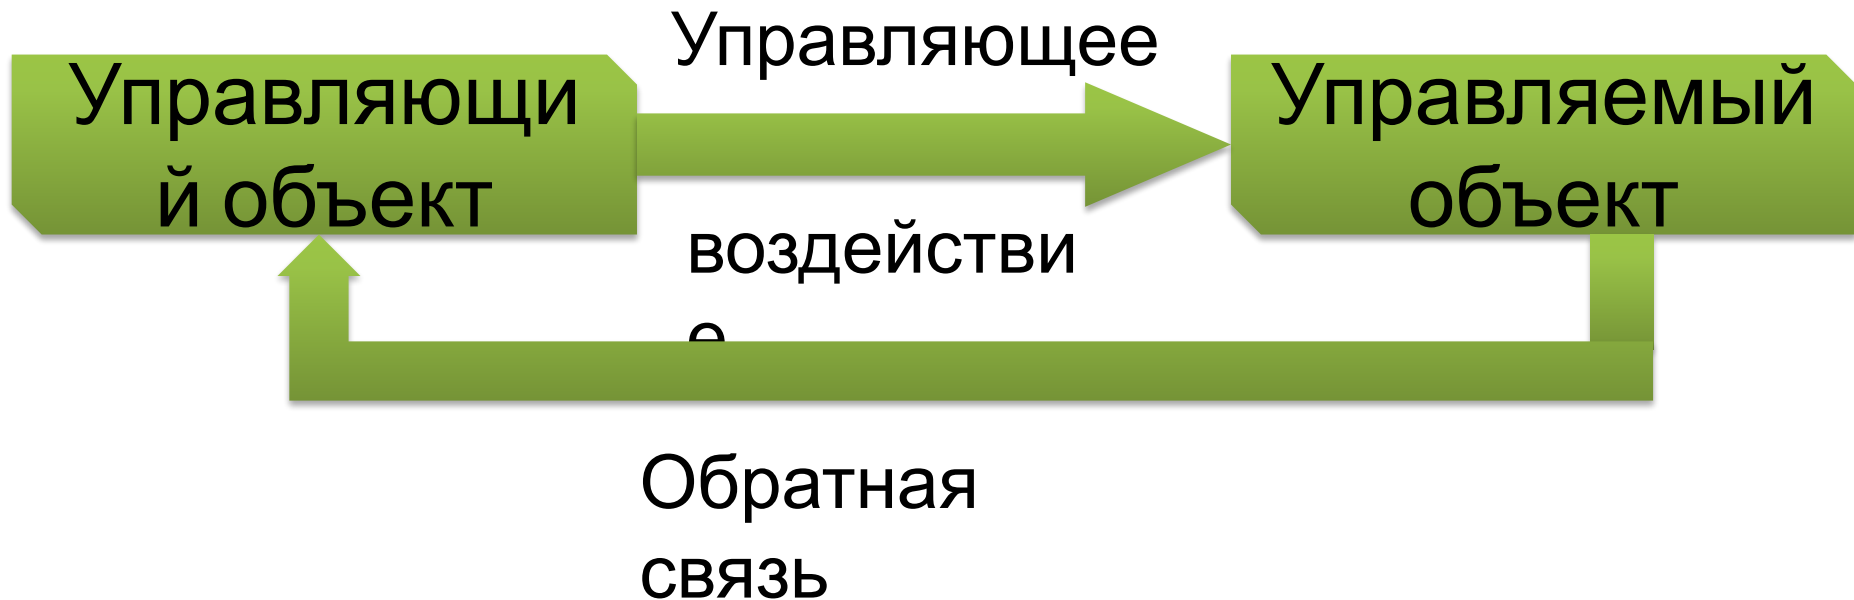 Управляющее
Управляющи
й объект
Управляемый
объект
воздействи
е
Обратная
связь